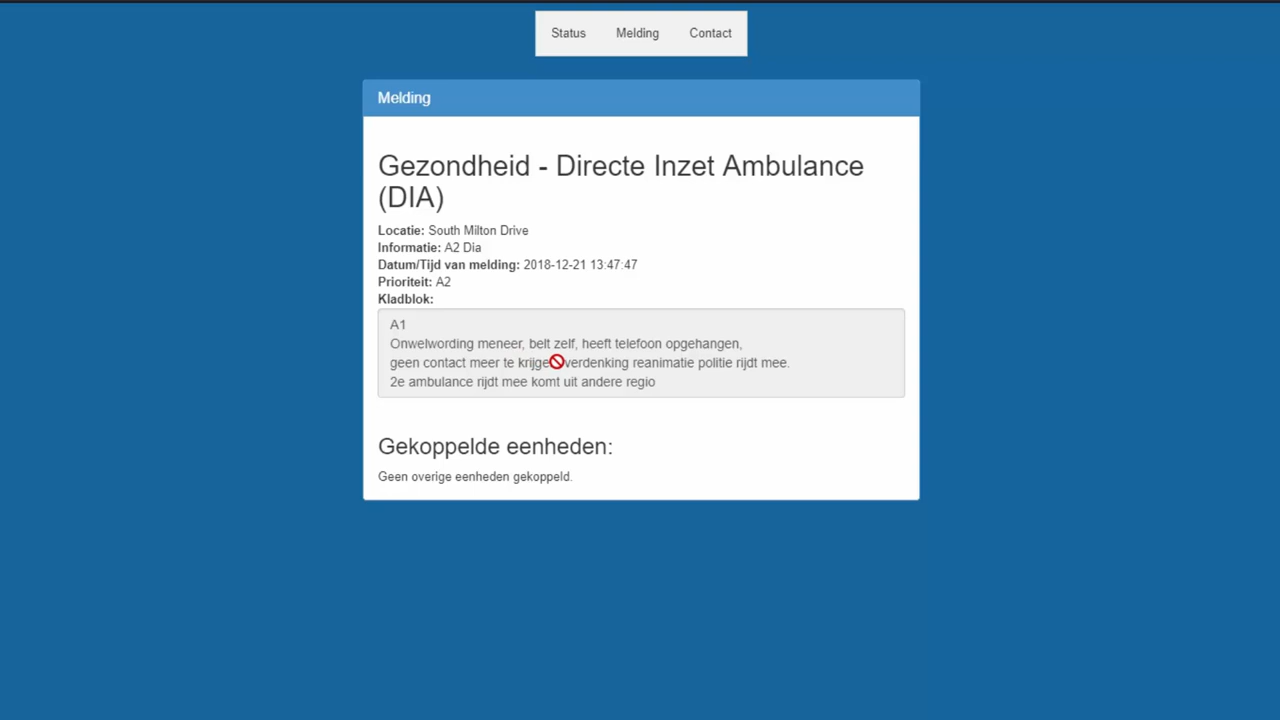 Status Melding Contact
Melding
Gezondheid - Directe Inzet Ambulance
(DIA)
Locatie: South Milton Drive
Informatie: A2 Dia
Datum/Tijd van melding: 2018-12-21 13:47:47
Prioriteit: A2
Kladblok:
A1
Onwelwording meneer, belt zelf, heeft telefoon opgehangen,
geen contact meer te krijge verdenking reanimatie politie rijdt mee.
2e ambulance rijdt mee komt uit andere regio
Gekoppelde eenheden:
Geen overige eenheden gekoppeld.